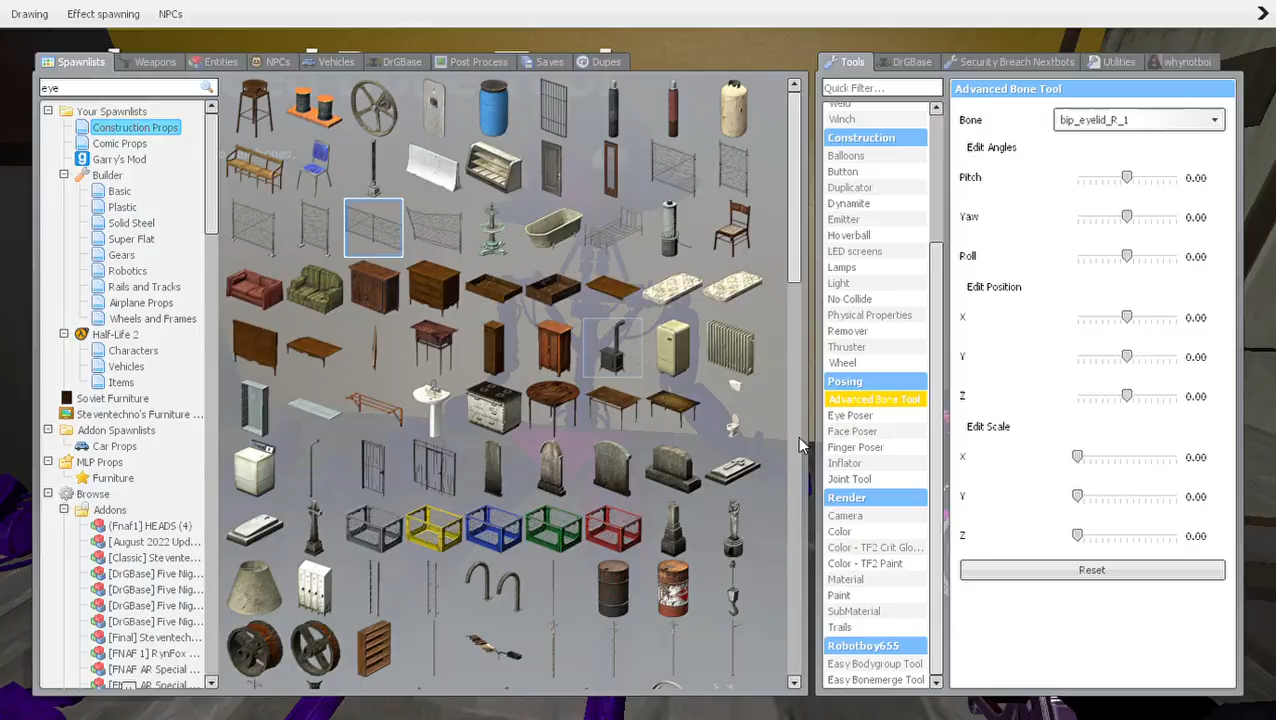 Drawing Effect spawning NPCs
Spawnlists Weapons Entities NPCs Vehicles DrGBase Post Process Saves Dupes
Tools DrGBase Security Breach Nextbots Utilities whynotboi
eye
Your Spawnlists
Construction Props
Comic Props
Garry's Mod
Builder
Basic
Plastic
Solid Steel
Super Flat
Gears
Robotics
Rails and Tracks
Airplane Props
Wheels and Frames
Half-Life 2
Characters
Vehicles
Items
Soviet Furniture
Steventechno's Furniture ...
Addon Spawnlists
Car Props
MLP Props
Furniture
Browse
Addons
(Fnaf1] HEADS (4)
[August 2022 Upd...
[Classic] Stevente...
[DrGBase] Five Nig...
[DrGBase] Five Nig...
[DrGBase] Five Nig...
[DrGBase] Five Nig...
[Final] Steventech...
[FNAF 1] RynFox ...
[FNAF AR Special ...
AR Special ...
Quick Filter...
Weld
Winch
Construction
Balloons
Button
Duplicator
Dynamite
Emitter
Hoverball
LED screens
Lamps
Light
No-Collide
Physical Properties
Remover
Thruster
Wheel
Posing
Advanced Bone Tool
Eye Poser
Face Poser
Finger Poser
Inflator
Joint Tool
Render
Camera
Color
Color - TF2 Crit Glo...
Color - TF2 Paint
Material
Paint
SubMaterial
Trails
Robotboy655
Easy Bodygroup Tool
Easy Bonemerge Tool
Advanced Bone Tool
Bone bip_eyelid_R_1
Edit Angles
Pitch 0.00
Yaw 0.00
Roll 0.00
Edit Position
X 0.00
Y 0.00
Z 0.00
Edit Scale
X 0.00
Y 0.00
Z 0.00
Reset